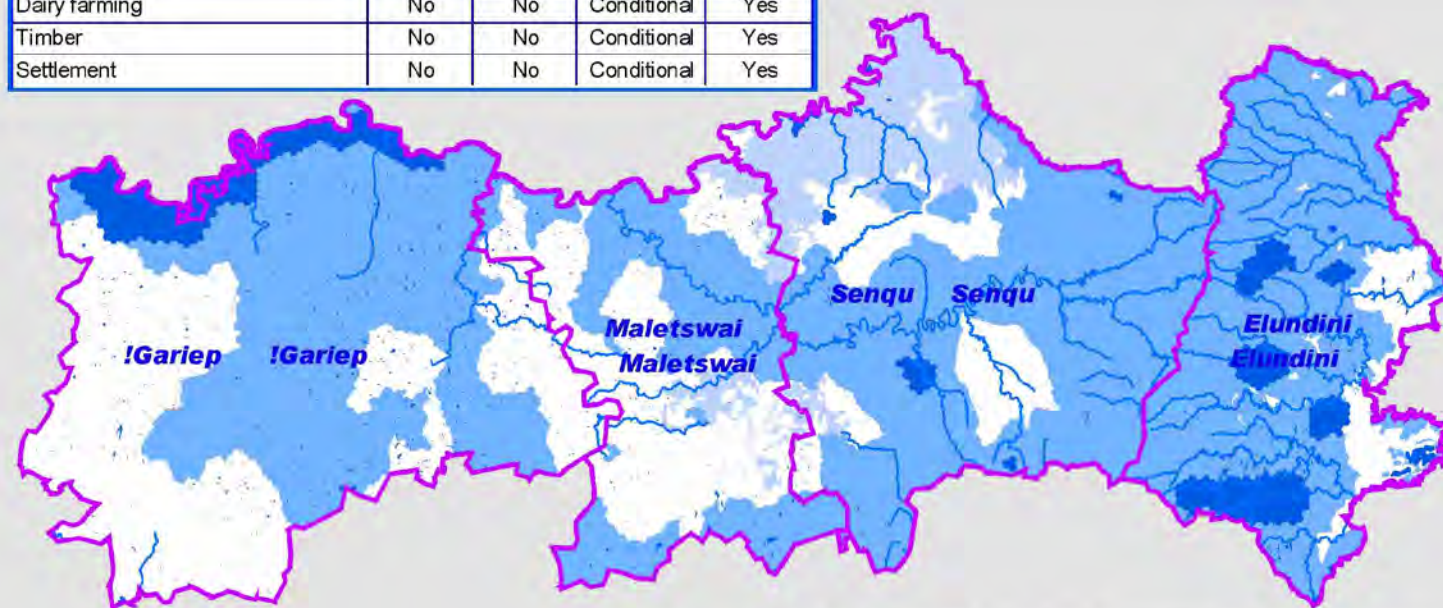 Dairy farming No No Conditional Yes
Timber No No Conditional Yes
Settlement No No Conditional Yes
Senqu Senqu
Elundini
Maletswai
!Gariep !Gariep
Maletswai
Elundini